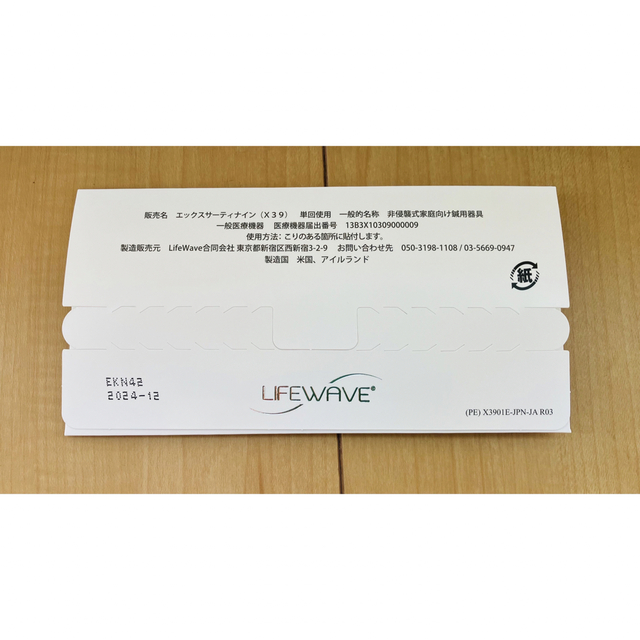 販売名　エックスサーティナイン（X３９）　単回使用　一般的名称　非侵襲式家庭向け鍼用器具
一般医療機器　医療機器届出番号　13B3X10309000009
使用方法：こりのある箇所に貼付します。
製造販売元　LifeWave合同会社 東京都新宿区西新宿3-2-9　お問い合わせ先　050-3198-1108 / 03-5669-0947
製造国　米国、アイルランド
紙
EKN42
2024-12
LIFEWAVE®
(PE) X3901E-JPN-JA R03